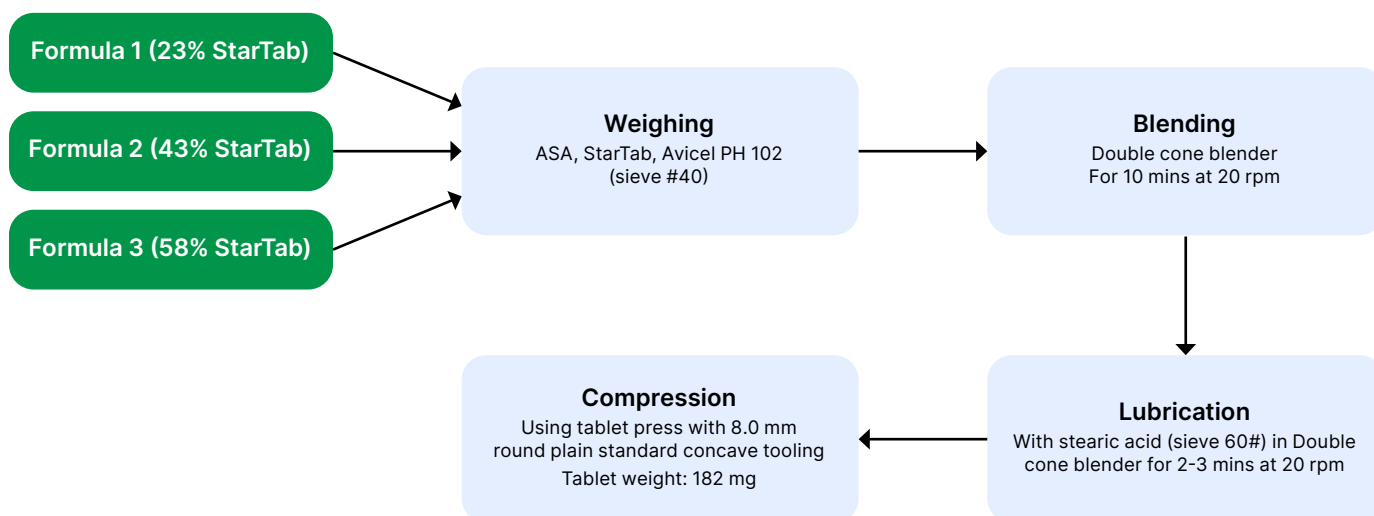 Formula 1 (23% StarTab)
Formula 2 (43% StarTab)
Formula 3 (58% StarTab)
Weighing
ASA, StarTab, Avicel PH 102
(sieve #40)
Blending
Double cone blender
For 10 mins at 20 rpm
Lubrication
With stearic acid (sieve 60#) in Double
cone blender for 2-3 mins at 20 rpm
Compression
Using tablet press with 8.0 mm
round plain standard concave tooling
Tablet weight: 182 mg